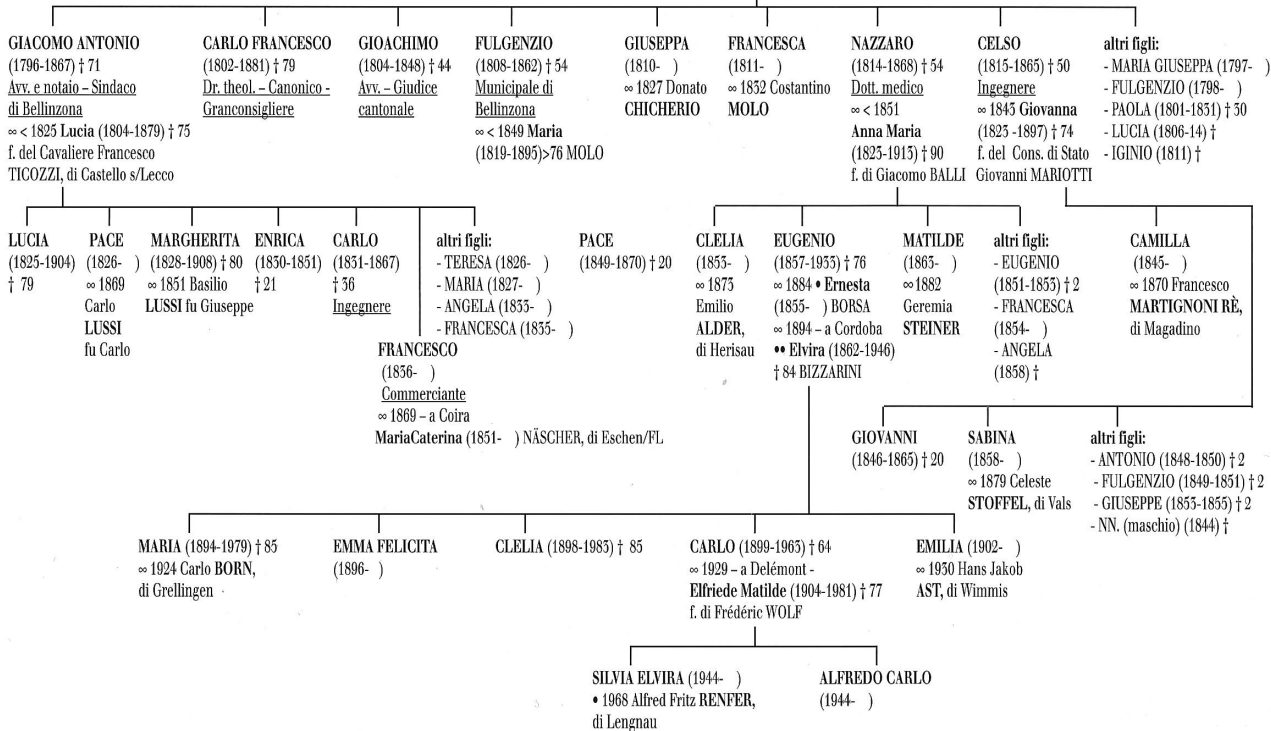 GIACOMO ANTONIO
(1796-1867) † 71
Avv. e notaio – Sindaco
di Bellinzona
∞ < 1825 Lucia (1804-1879) † 75
f. del Cavaliere Francesco
TICOZZI, di Castello s/Lecco
CARLO FRANCESCO
(1802-1881) † 79
Dr. theol. – Canonico -
Granconsigliere
GIOACHIMO
(1804-1848) † 44
Avv. – Giudice
cantonale
FULGENZIO
(1808-1862) † 54
Municipale di
Bellinzona
∞ < 1849 Maria
(1819-1895)>76 MOLO
GIUSEPPA
(1810- )
∞ 1827 Donato
CHICHERIO
FRANCESCA
(1811- )
∞ 1832 Costantino
MOLO
NAZZARO
(1814-1868) † 54
Dott. medico
∞ < 1851
Anna Maria
(1823-1913) † 90
f. di Giacomo BALLI
CELSO
(1815-1865) † 50
Ingegnere
∞ 1843 Giovanna
(1823 -1897) † 74
f. del Cons. di Stato
Giovanni MARIOTTI
altri figli:
- MARIA GIUSEPPA (1797- )
- FULGENZIO (1798- )
- PAOLA (1801-1831) † 30
- LUCIA (1806-14) †
- IGINIO (1811) †
LUCIA
(1825-1904)
† 79
PACE
(1826- )
∞ 1869
Carlo
LUSSI
fu Carlo
MARGHERITA
(1828-1908) † 80
∞ 1851 Basilio
LUSSI fu Giuseppe
ENRICA
(1830-1851)
† 21
CARLO
(1831-1867)
† 36
Ingegnere
FRANCESCO
(1836- )
Commerciante
∞ 1869 – a Coira
MariaCaterina (1851- ) NÄSCHER, di Eschen/FL
altri figli:
- TERESA (1826- )
- MARIA (1827- )
- ANGELA (1833- )
- FRANCESCA (1835- )
PACE
(1849-1870) † 20
CLELIA
(1853- )
∞ 1873
Emilio
ALDER,
di Herisau
EUGENIO
(1857-1933) † 76
∞ 1884 • Ernesta
(1855- ) BORSA
∞ 1894 – a Cordoba
•• Elvira (1862-1946)
† 84 BIZZARINI
MATILDE
(1863- )
∞1882
Geremia
STEINER
altri figli:
- EUGENIO
(1851-1853) † 2
- FRANCESCA
(1854- )
- ANGELA
(1858) †
CAMILLA
(1845- )
∞ 1870 Francesco
MARTIGNONI RÈ,
di Magadino
GIOVANNI
(1846-1865) † 20
SABINA
(1858- )
∞ 1879 Celeste
STOFFEL, di Vals
altri figli:
- ANTONIO (1848-1850) † 2
- FULGENZIO (1849-1851) † 2
- GIUSEPPE (1853-1855) † 2
- NN. (maschio) (1844) †
MARIA (1894-1979) † 85
∞ 1924 Carlo BORN,
di Grellingen
EMMA FELICITA
(1896- )
CLELIA (1898-1983) † 85
CARLO (1899-1963) † 64
∞ 1929 – a Delémont -
Elfriede Matilde (1904-1981) † 77
f. di Frédéric WOLF
EMILIA (1902- )
∞ 1930 Hans Jakob
AST, di Wimmis
SILVIA ELVIRA (1944- )
• 1968 Alfred Fritz RENFER,
di Lengnau
ALFREDO CARLO
(1944- )